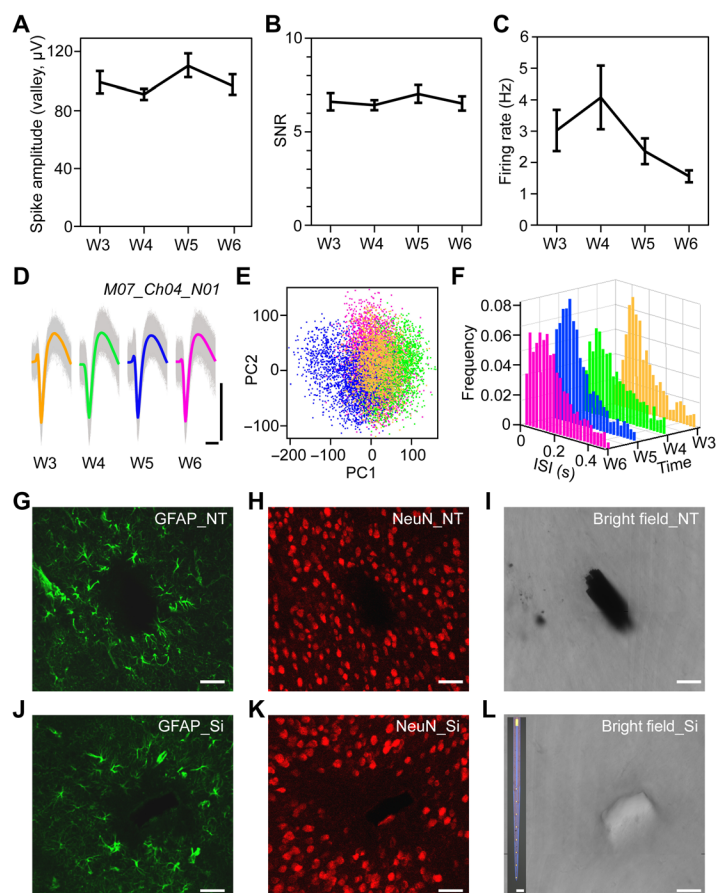 A
Spike amplitude (valley, µV)
120
80
40
0
W3 W4 W5 W6
B
SNR
10
8
6
4
2
0
W3 W4 W5 W6
C
Firing rate (Hz)
6
5
4
3
2
1
0
W3 W4 W5 W6
D
M07_Ch04_N01
W3 W4 W5 W6
E
PC2
100
0
−100
−200 −100 0 100
PC1
F
Frequency
0.08
0.06
0.04
0.02
0
0 0.2 0.4
ISI (s)
W6 W5 W4 W3
Time
G
GFAP_NT
H
NeuN_NT
I
Bright field_NT
J
GFAP_Si
K
NeuN_Si
L
Bright field_Si